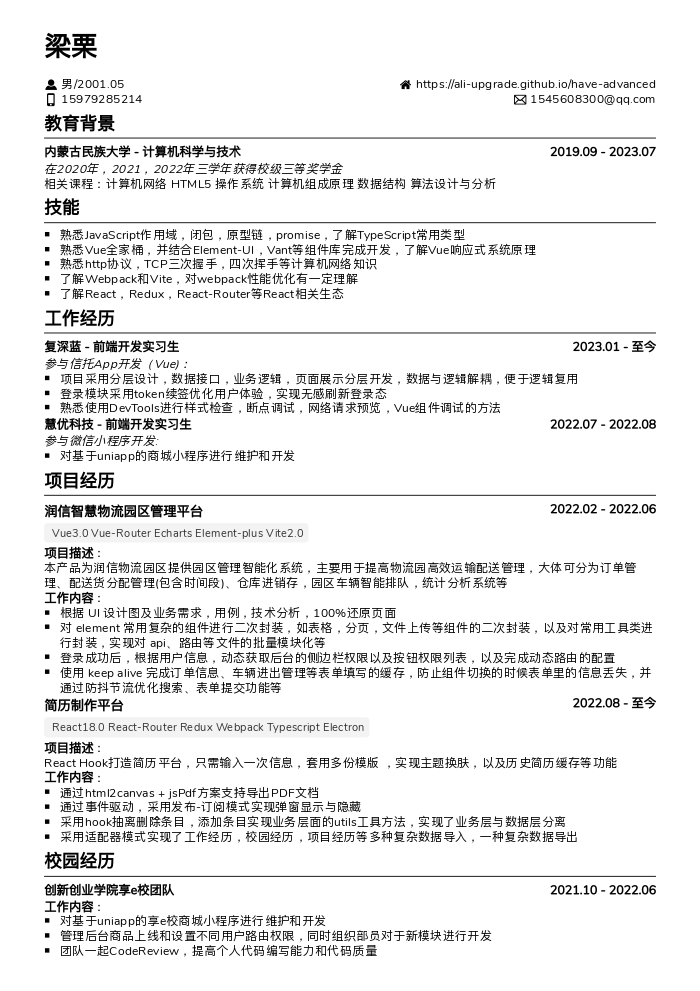 梁栗
男/2001.05
https://ali-upgrade.github.io/have-advanced
15979285214
1545608300@qq.com
教育背景
内蒙古民族大学 - 计算机科学与技术 2019.09 - 2023.07
在2020年，2021，2022年三学年获得校级三等奖学金
相关课程：计算机网络 HTML5 操作系统 计算机组成原理 数据结构 算法设计与分析
技能
▪ 熟悉JavaScript作用域，闭包，原型链，promise，了解TypeScript常用类型
▪ 熟悉Vue全家桶，并结合Element-UI，Vant等组件库完成开发，了解Vue响应式系统原理
▪ 熟悉http协议，TCP三次握手，四次挥手等计算机网络知识
▪ 了解Webpack和Vite，对webpack性能优化有一定理解
▪ 了解React，Redux，React-Router等React相关生态
工作经历
复深蓝 - 前端开发实习生 2023.01 - 至今
参与信托App开发（Vue)：
▪ 项目采用分层设计，数据接口，业务逻辑，页面展示分层开发，数据与逻辑解耦，便于逻辑复用
▪ 登录模块采用token续签优化用户体验，实现无感刷新登录态
▪ 熟悉使用DevTools进行样式检查，断点调试，网络请求预览，Vue组件调试的方法
慧优科技 - 前端开发实习生 2022.07 - 2022.08
参与微信小程序开发:
▪ 对基于uniapp的商城小程序进行维护和开发
项目经历
润信智慧物流园区管理平台 2022.02 - 2022.06
Vue3.0 Vue-Router Echarts Element-plus Vite2.0
项目描述：
本产品为润信物流园区提供园区管理智能化系统，主要用于提高物流园高效运输配送管理，大体可分为订单管
理、配送货分配管理(包含时间段)、仓库进销存，园区车辆智能排队，统计分析系统等
工作内容：
▪ 根据 UI 设计图及业务需求，用例，技术分析，100%还原页面
▪ 对 element 常用复杂的组件进行二次封装，如表格，分页，文件上传等组件的二次封装，以及对常用工具类进
行封装，实现对 api、路由等文件的批量模块化等
▪ 登录成功后，根据用户信息，动态获取后台的侧边栏权限以及按钮权限列表，以及完成动态路由的配置
▪ 使用 keep alive 完成订单信息、车辆进出管理等表单填写的缓存，防止组件切换的时候表单里的信息丢失，并
通过防抖节流优化搜索、表单提交功能等
简历制作平台 2022.08 - 至今
React18.0 React-Router Redux Webpack Typescript Electron
项目描述：
React Hook打造简历平台，只需输入一次信息，套用多份模版 ，实现主题换肤，以及历史简历缓存等功能
工作内容：
▪ 通过html2canvas + jsPdf方案支持导出PDF文档
▪ 通过事件驱动，采用发布-订阅模式实现弹窗显示与隐藏
▪ 采用hook抽离删除条目，添加条目实现业务层面的utils工具方法，实现了业务层与数据层分离
▪ 采用适配器模式实现了工作经历，校园经历，项目经历等多种复杂数据导入，一种复杂数据导出
校园经历
创新创业学院享e校团队 2021.10 - 2022.06
工作内容：
▪ 对基于uniapp的享e校商城小程序进行维护和开发
▪ 管理后台商品上线和设置不同用户路由权限，同时组织部员对于新模块进行开发
▪ 团队一起CodeReview，提高个人代码编写能力和代码质量